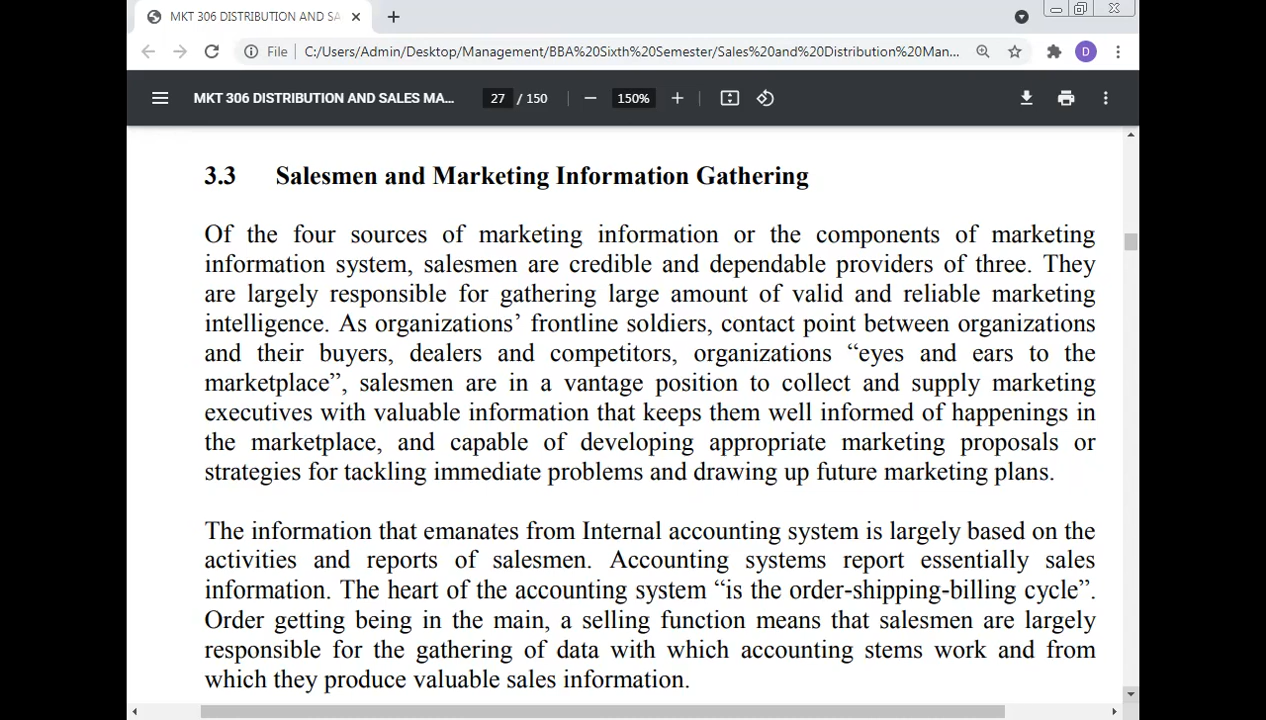 MKT 306 DISTRIBUTION AND SA
File C:/Users/Admin/Desktop/Management/BBA%20Sixth%20Semester/Sales%20and%20Distribution%20Man... D
MKT 306 DISTRIBUTION AND SALES MA... 27 / 150 150%
3.3 Salesmen and Marketing Information Gathering
Of the four sources of marketing information or the components of marketing
information system, salesmen are credible and dependable providers of three. They
are largely responsible for gathering large amount of valid and reliable marketing
intelligence. As organizations’ frontline soldiers, contact point between organizations
and their buyers, dealers and competitors, organizations “eyes and ears to the
marketplace”, salesmen are in a vantage position to collect and supply marketing
executives with valuable information that keeps them well informed of happenings in
the marketplace, and capable of developing appropriate marketing proposals or
strategies for tackling immediate problems and drawing up future marketing plans.
The information that emanates from Internal accounting system is largely based on the
activities and reports of salesmen. Accounting systems report essentially sales
information. The heart of the accounting system “is the order-shipping-billing cycle”.
Order getting being in the main, a selling function means that salesmen are largely
responsible for the gathering of data with which accounting stems work and from
which they produce valuable sales information.